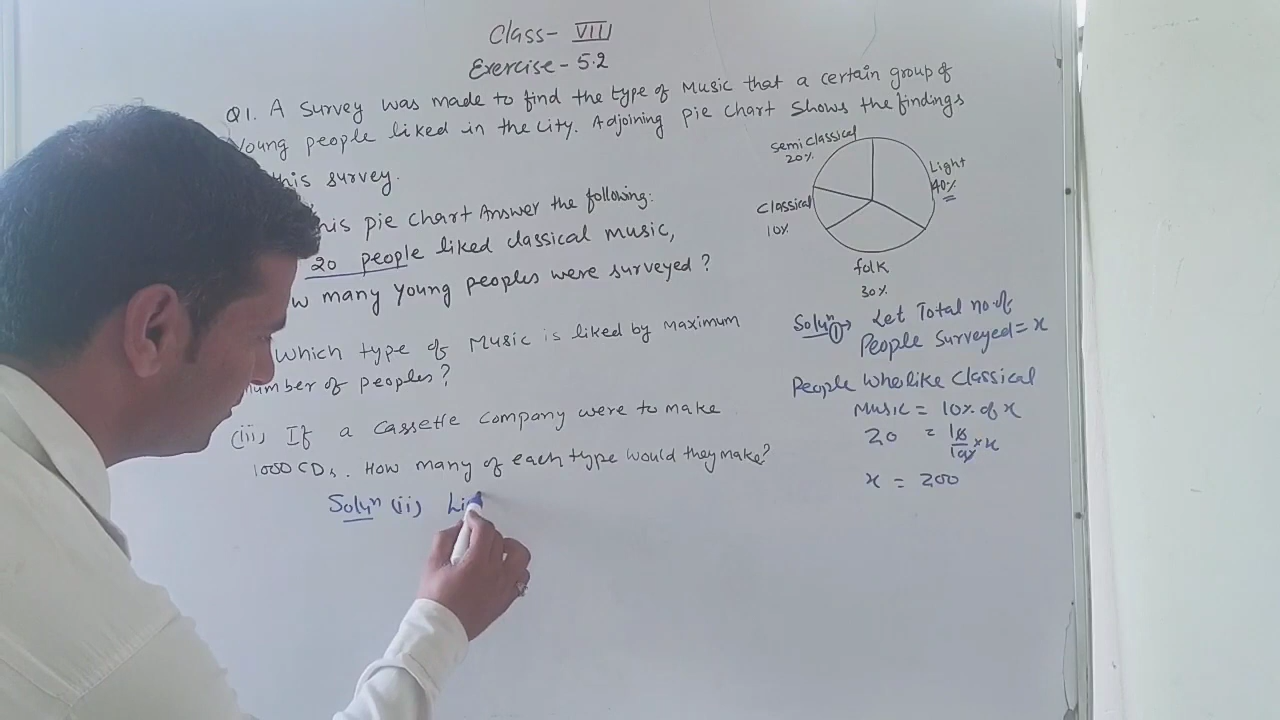 Class- VIII
Exercise - 5.2
Q1. A Survey was made to find the type of Music that a certain group of
Young people liked in the city. Adjoining pie chart Shows the findings
this survey.
his pie chart Answer the following:
20 people liked classical music,
w many young peoples were surveyed ?
Which type of Music is liked by maximum
number of peoples?
(iii) If a cassette company were to make
1000 CDs. How many of each type would they make?
Soluⁿ (ii) Li
Semi Classical
20%
Light
40%
Classical
10%
folk
30%
Soluⁿ (i) → Let Total no of
People Surveyed = x
People Who like Classical
Music = 10% of x
20 = 10/100 × x
x = 200